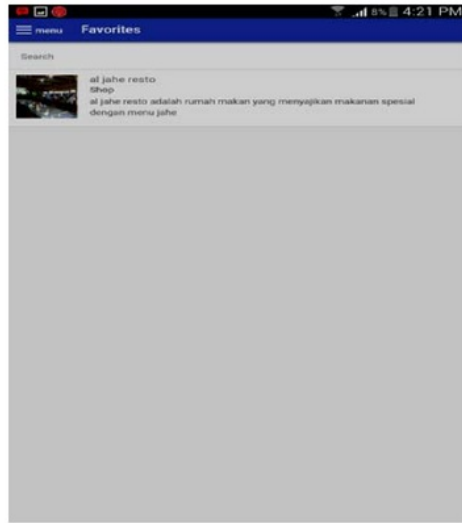 8% 4:21 PM
menu Favorites
Search
al jahe resto
Shop
al jahe resto adalah rumah makan yang menyajikan makanan spesial
dengan menu jahe